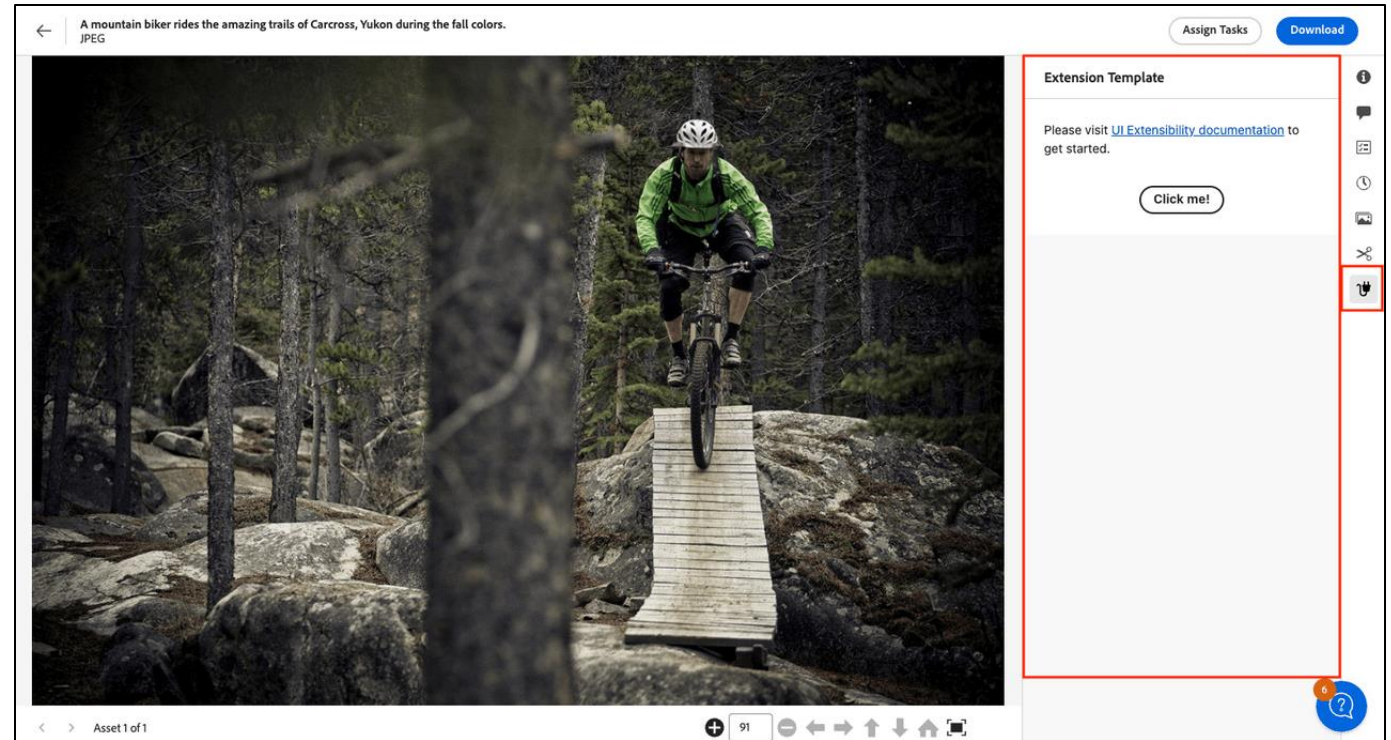 A mountain biker rides the amazing trails of Carcross, Yukon during the fall colors.
JPEG
Assign Tasks
Download
Extension Template
Please visit UI Extensibility documentation to
get started.
Click me!
6
Asset 1 of 1
91